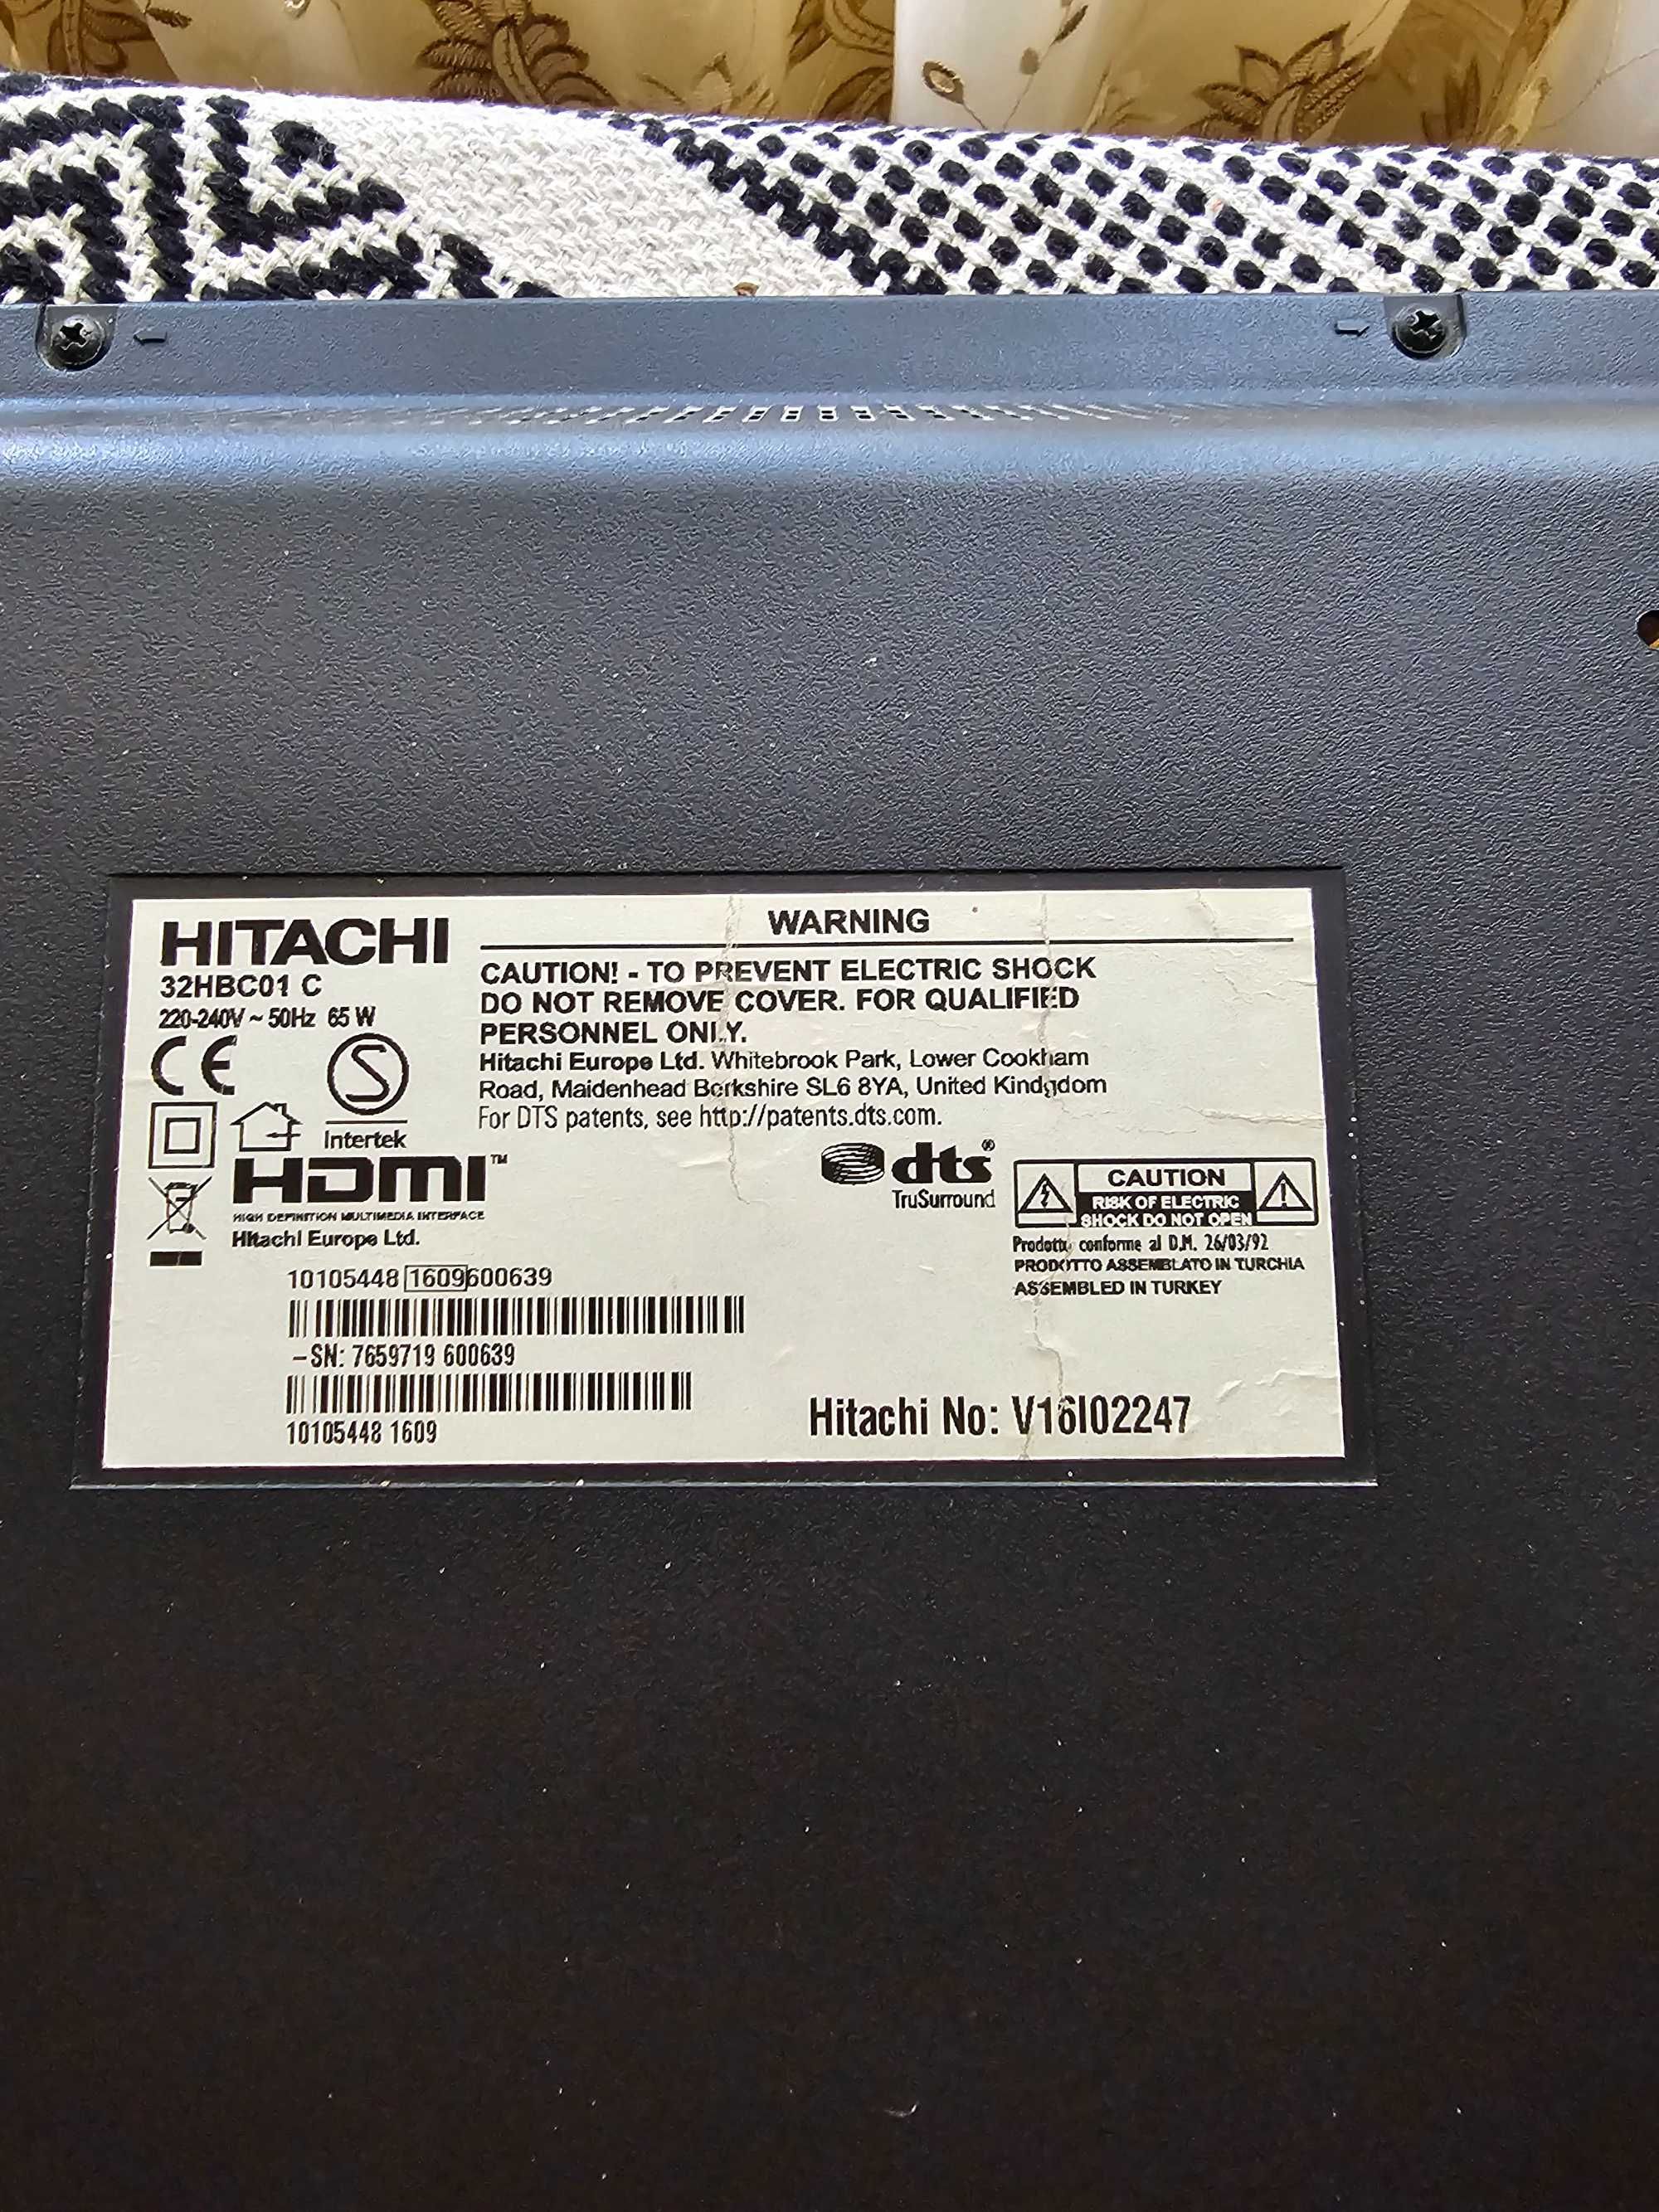 HITACHI
32HBC01 C
220-240V ~ 50Hz 65 W
CE
S
Intertek
HDMI™
HIGH DEFINITION MULTIMEDIA INTERFACE
Hitachi Europe Ltd.
WARNING
CAUTION! - TO PREVENT ELECTRIC SHOCK
DO NOT REMOVE COVER. FOR QUALIFIED
PERSONNEL ONLY.
Hitachi Europe Ltd. Whitebrook Park, Lower Cookham
Road, Maidenhead Berkshire SL6 8YA, United Kindgdom
For DTS patents, see http://patents.dts.com.
dts®
TruSurround
CAUTION
RISK OF ELECTRIC
SHOCK DO NOT OPEN
Prodotto conforme al D.M. 26/03/92
PRODOTTO ASSEMBLATO IN TURCHIA
ASSEMBLED IN TURKEY
10105448 1609600639
-SN: 7659719 600639
10105448 1609
Hitachi No: V16I02247